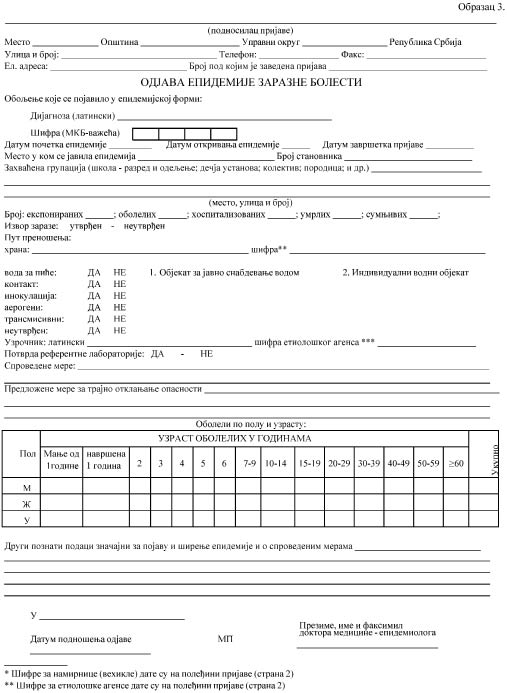 Образац 3.
(подносилац пријаве)
Место Општина Управни округ Република Србија
Улица и број: Телефон: Факс:
Ел. адреса: Број под којим је заведена пријава
ОДЈАВА ЕПИДЕМИЈЕ ЗАРАЗНЕ БОЛЕСТИ
Обољење које се појавило у епидемијској форми:
Дијагноза (латински)
Шифра (МКБ-важећа)
Датум почетка епидемије Датум откривања епидемије Датум завршетка пријаве
Место у ком се јавила епидемија Број становника
Захваћена групација (школа - разред и одељење; дечја установа; колектив; породица; и др.)
(место, улица и број)
Број: експонираних ; оболелих ; хоспитализованих ; умрлих ; сумњивих ;
Извор заразе: утврђен - неутврђен
Пут преношења:
храна: шифра**
вода за пиће: ДА НЕ 1. Објекат за јавно снабдевање водом 2. Индивидуални водни објекат
контакт: ДА НЕ
инокулација: ДА НЕ
аерогени: ДА НЕ
трансмисивни: ДА НЕ
неутврђен: ДА НЕ
Узрочник: латински шифра етиолошког агенса ***
Потврда референтне лабораторије: ДА - НЕ
Спроведене мере:
Предложене мере за трајно отклањање опасности
Оболели по полу и узрасту:
УЗРАСТ ОБОЛЕЛИХ У ГОДИНАМА
Пол Мање од 1године навршена 1 година 2 3 4 5 6 7-9 10-14 15-19 20-29 30-39 40-49 50-59 ≥60 Укупно
М
Ж
У
Други познати подаци значајни за појаву и ширење епидемије и о спроведеним мерама
У
Презиме, име и факсимил
доктора медицине - епидемиолога
Датум подношења одјаве МП
* Шифре за намирнице (вехикле) дате су на полеђини пријаве (страна 2)
** Шифре за етиолошке агенсе дате су на полеђини пријаве (страна 2)